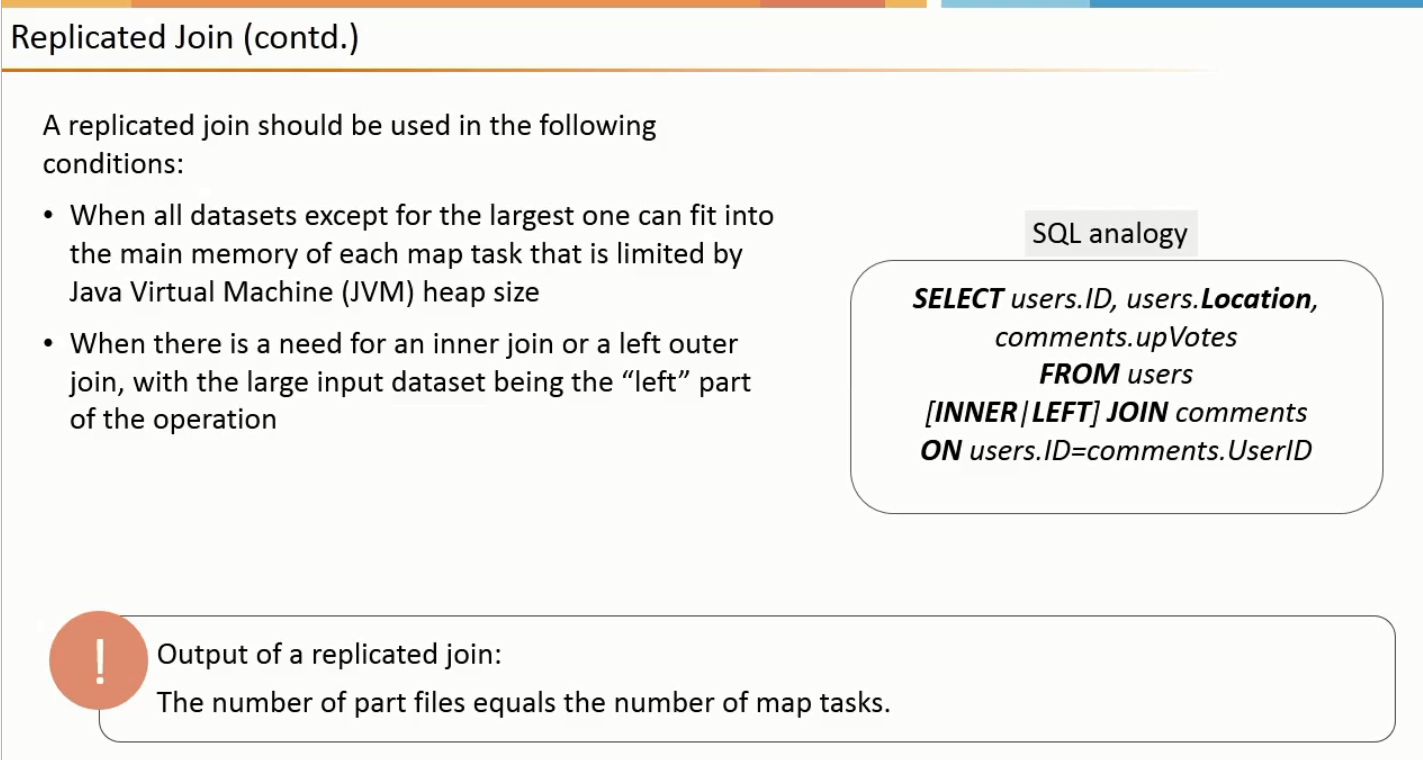 Replicated Join (contd.)
A replicated join should be used in the following
conditions:
• When all datasets except for the largest one can fit into
the main memory of each map task that is limited by
Java Virtual Machine (JVM) heap size
• When there is a need for an inner join or a left outer
join, with the large input dataset being the “left” part
of the operation
SQL analogy
SELECT users.ID, users.Location,
comments.upVotes
FROM users
[INNER|LEFT] JOIN comments
ON users.ID=comments.UserID
!
Output of a replicated join:
The number of part files equals the number of map tasks.